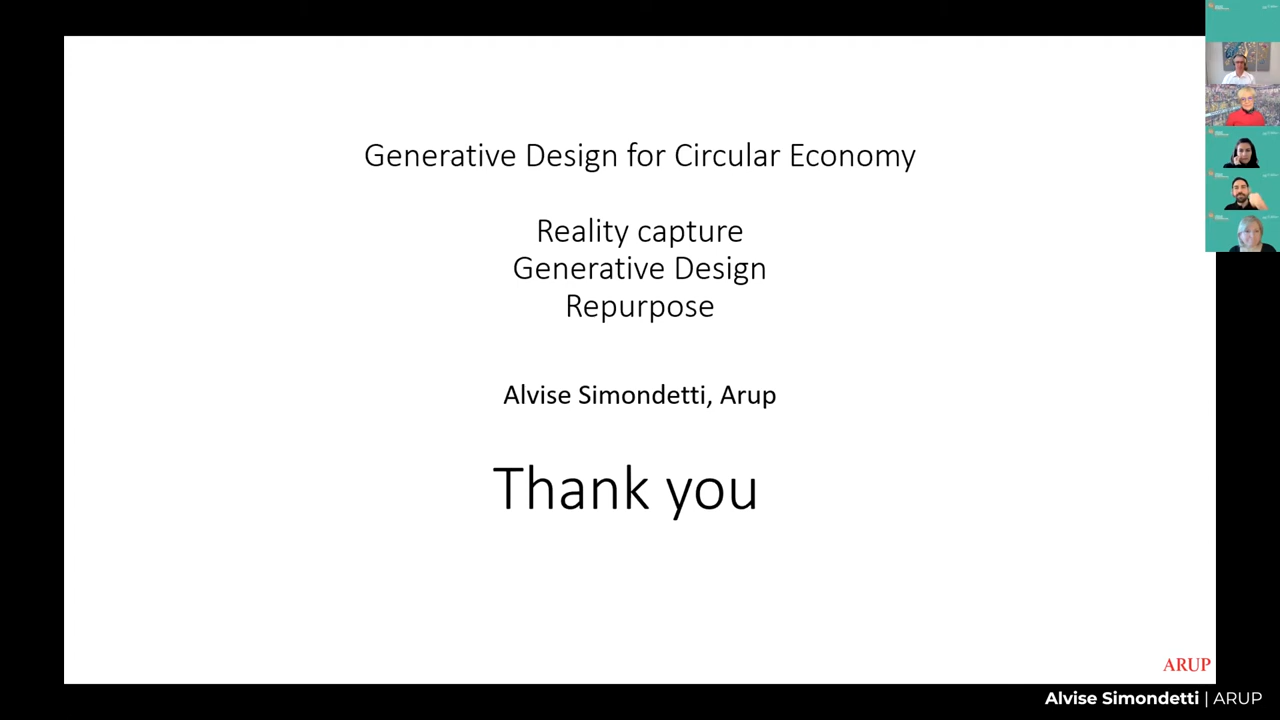 Generative Design for Circular Economy
Reality capture
Generative Design
Repurpose
Alvise Simondetti, Arup
Thank you
ARUP
Alvise Simondetti | ARUP